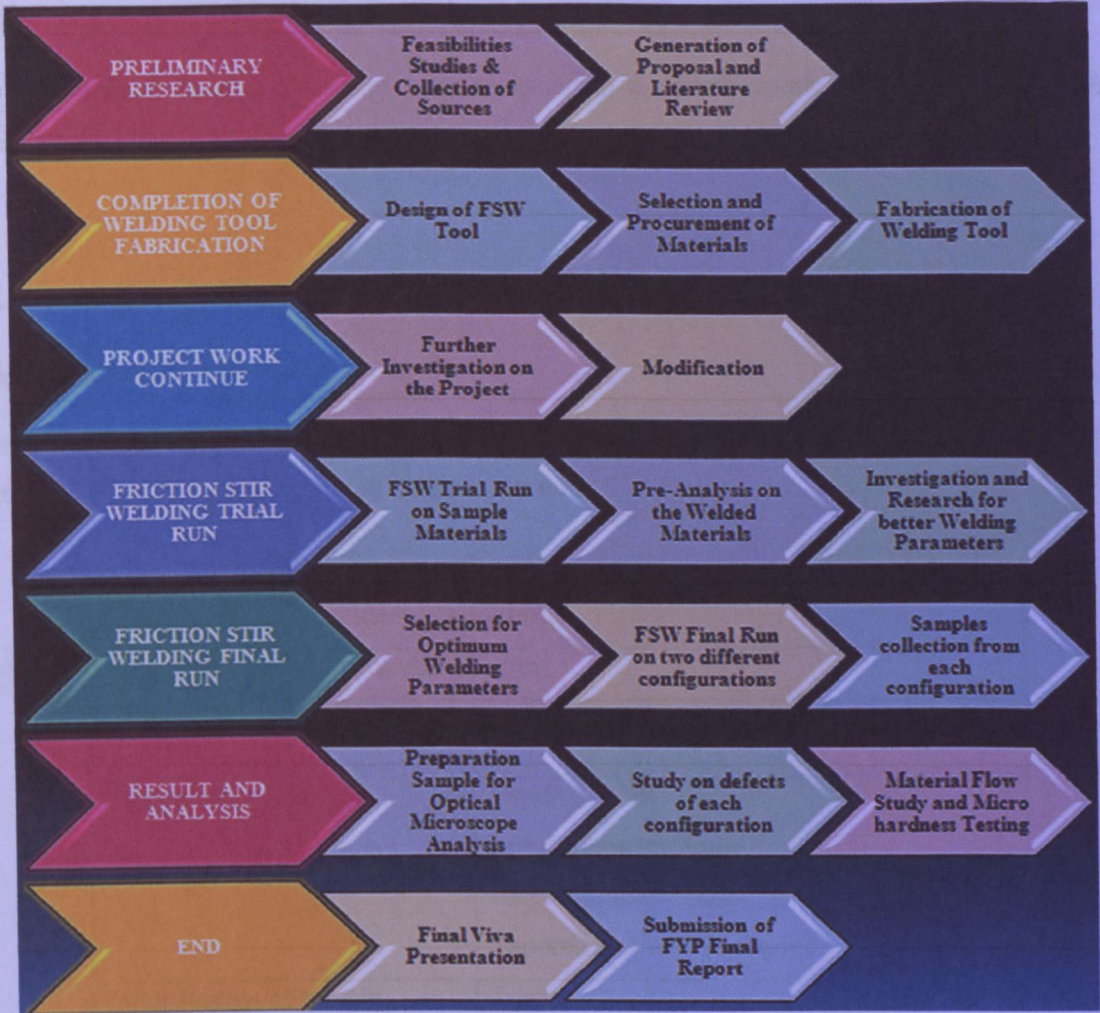 PRELIMINARY
RESEARCH
Feasibilities
Studies &
Collection of
Sources
Generation of
Proposal and
Literature
Review
COMPLETION OF
WELDING TOOL
FABRICATION
Design of FSW
Tool
Selection and
Procurement of
Materials
Fabrication of
Welding Tool
PROJECT WORK
CONTINUE
Further
Investigation on
the Project
Modification
FRICTION STIR
WELDING TRIAL
RUN
FSW Trial Run
on Sample
Materials
Pre-Analysis on
the Welded
Materials
Investigation and
Research for
better Welding
Parameters
FRICTION STIR
WELDING FINAL
RUN
Selection for
Optimum
Welding
Parameters
FSW Final Run
on two different
configurations
Samples
collection from
each
configuration
RESULT AND
ANALYSIS
Preparation
Sample for
Optical
Microscope
Analysis
Study on defects
of each
configuration
Material Flow
Study and Micro
hardness Testing
END
Final Viva
Presentation
Submission of
FYP Final
Report